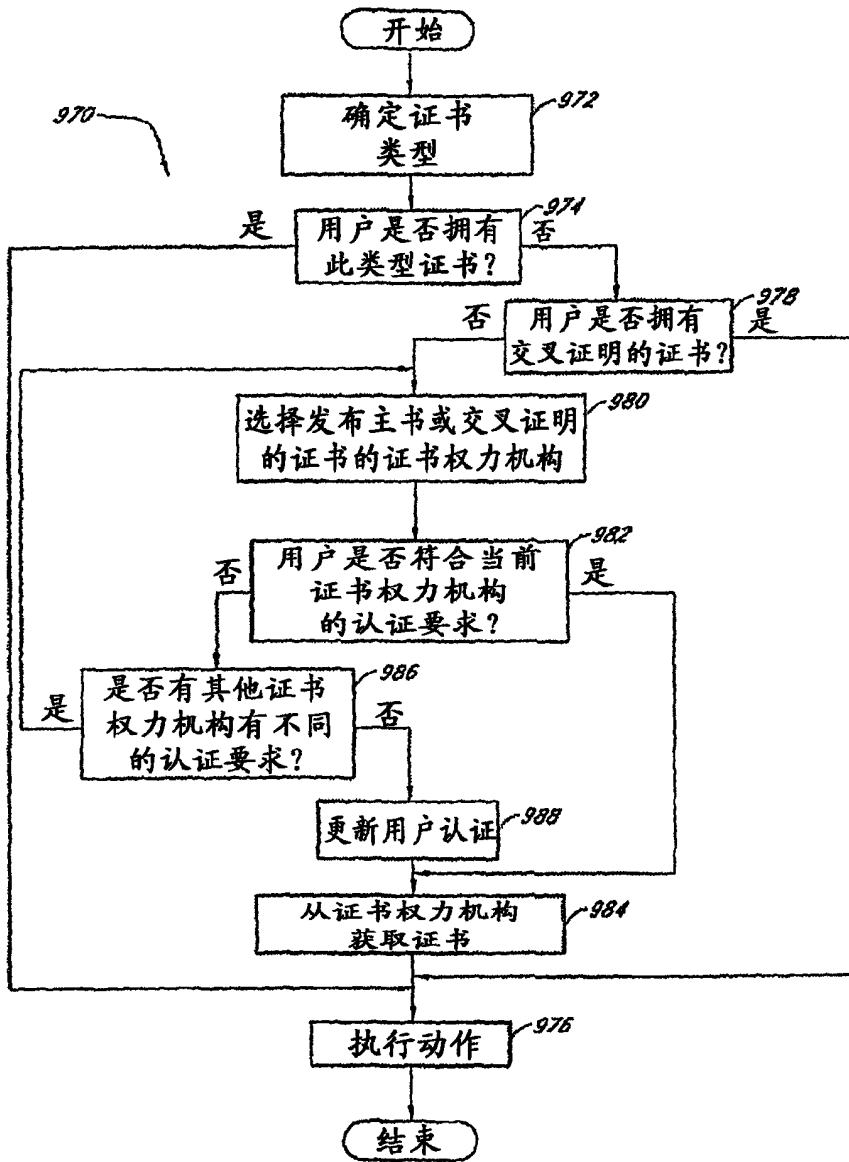 开始
970
972
确定证书
类型
974
是
用户是否拥有
此类型证书？
否
978
否
用户是否拥有
交叉证明的证书？
是
980
选择发布主书或交叉证明
的证书的证书权力机构
982
否
用户是否符合当前
证书权力机构
的认证要求？
是
986
是
是否有其他证书
权力机构有不同
的认证要求？
否
988
更新用户认证
984
从证书权力机构
获取证书
976
执行动作
结束